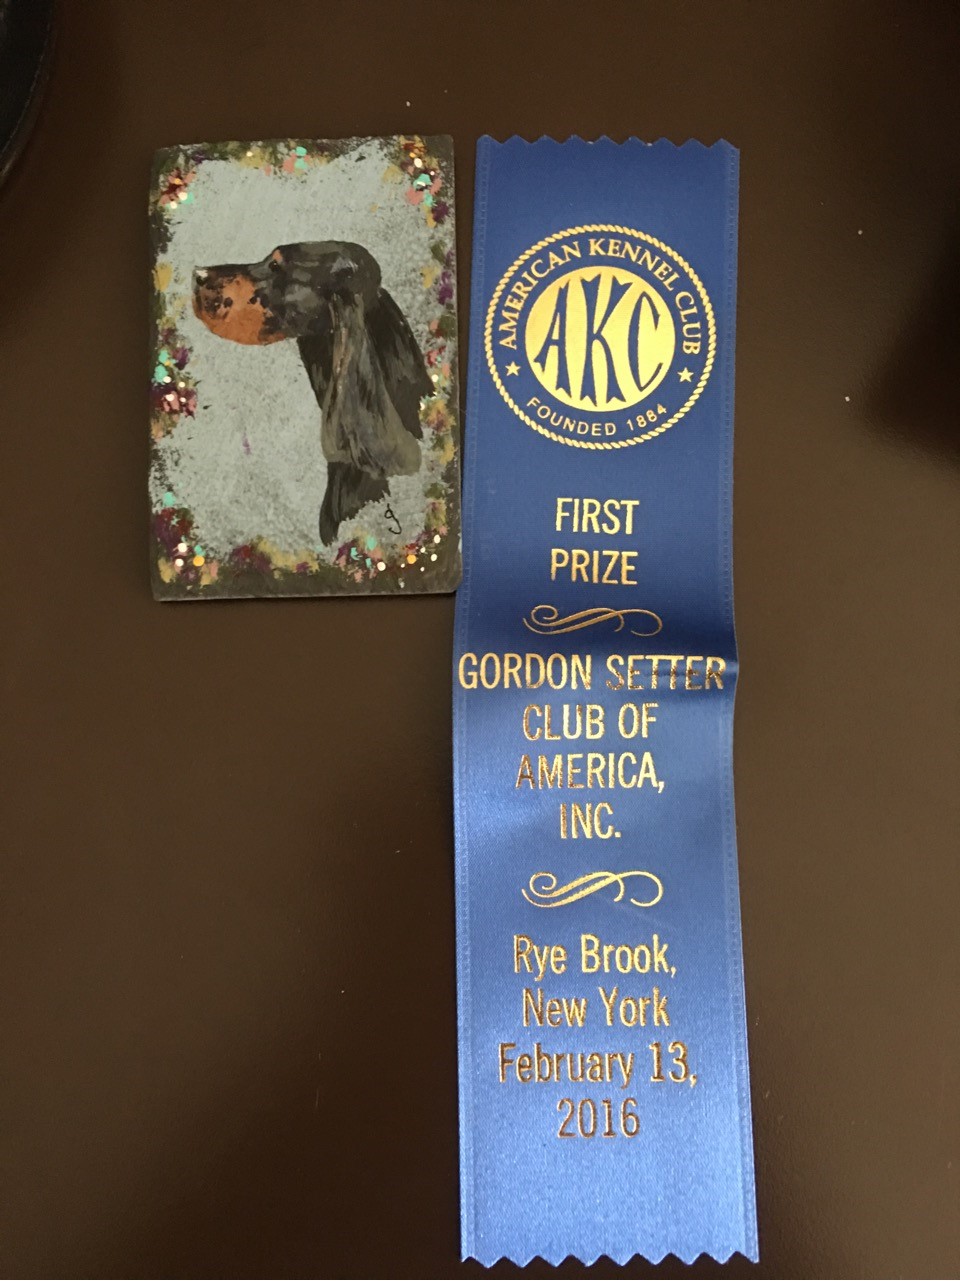 AMERICAN KENNEL CLUB
AKC
FOUNDED 1884
FIRST
PRIZE
GORDON SETTER
CLUB OF
AMERICA,
INC.
Rye Brook,
New York
February 13,
2016